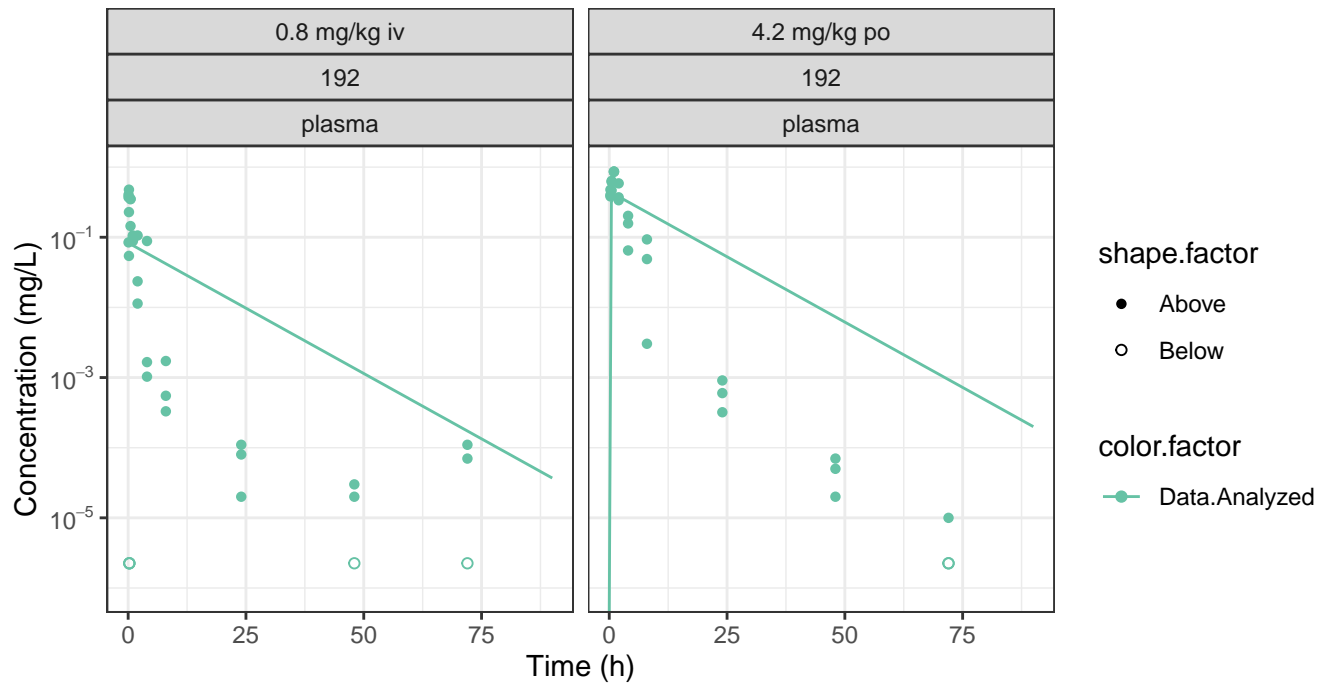 0.8 mg/kg iv
192
plasma
4.2 mg/kg po
192
plasma
Concentration (mg/L)
10⁻¹
10⁻³
10⁻⁵
0 25 50 75
0 25 50 75
Time (h)
shape.factor
Above
Below
color.factor
Data.Analyzed